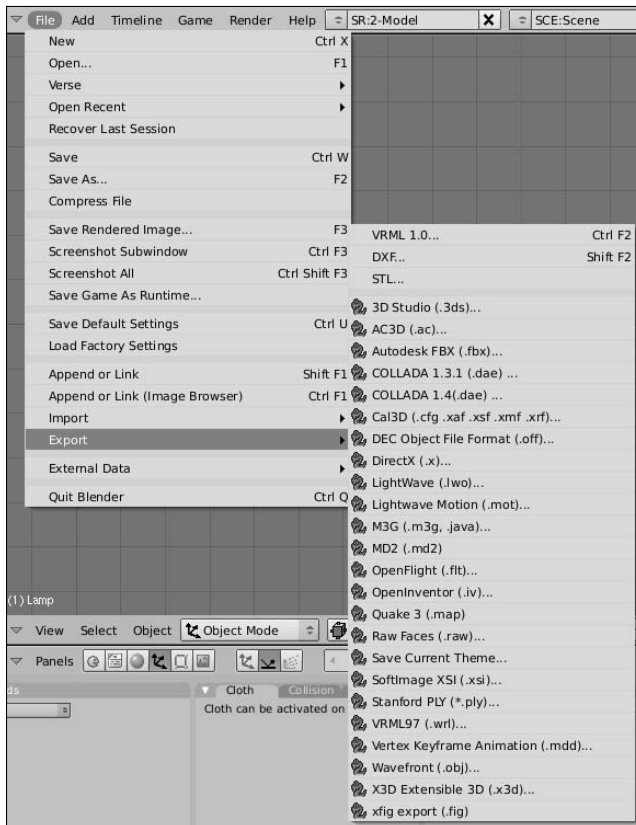 File Add Timeline Game Render Help SR:2-Model SCE:Scene
New Ctrl X
Open... F1
Verse
Open Recent
Recover Last Session
Save Ctrl W
Save As... F2
Compress File
Save Rendered Image... F3
Screenshot Subwindow Ctrl F3
Screenshot All Ctrl Shift F3
Save Game As Runtime...
Save Default Settings Ctrl U
Load Factory Settings
Append or Link Shift F1
Append or Link (Image Browser) Ctrl F1
Import
Export
External Data
Quit Blender Ctrl Q
VRML 1.0... Ctrl F2
DXF... Shift F2
STL...
3D Studio (.3ds)...
AC3D (.ac)...
Autodesk FBX (.fbx)...
COLLADA 1.3.1 (.dae) ...
COLLADA 1.4(.dae) ...
Cal3D (.cfg .xaf .xsf .xmf .xrf)...
DEC Object File Format (.off)...
DirectX (.x)...
LightWave (.lwo)...
Lightwave Motion (.mot)...
M3G (.m3g, .java)...
MD2 (.md2)
OpenFlight (.flt)...
OpenInventor (.iv)...
Quake 3 (.map)
Raw Faces (.raw)...
Save Current Theme...
SoftImage XSI (.xsi)...
Stanford PLY (*.ply)...
VRML97 (.wrl)...
Vertex Keyframe Animation (.mdd)...
Wavefront (.obj)...
X3D Extensible 3D (.x3d)...
xfig export (.fig)
(1) Lamp
View Select Object Object Mode
Panels
Cloth Collision
Cloth can be activated on